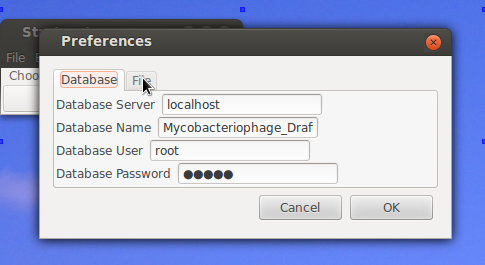 St
Preferences
File
Choo
Database File
Database Server localhost
Database Name Mycobacteriophage_Draf
Database User root
Database Password ●●●●●
Cancel OK